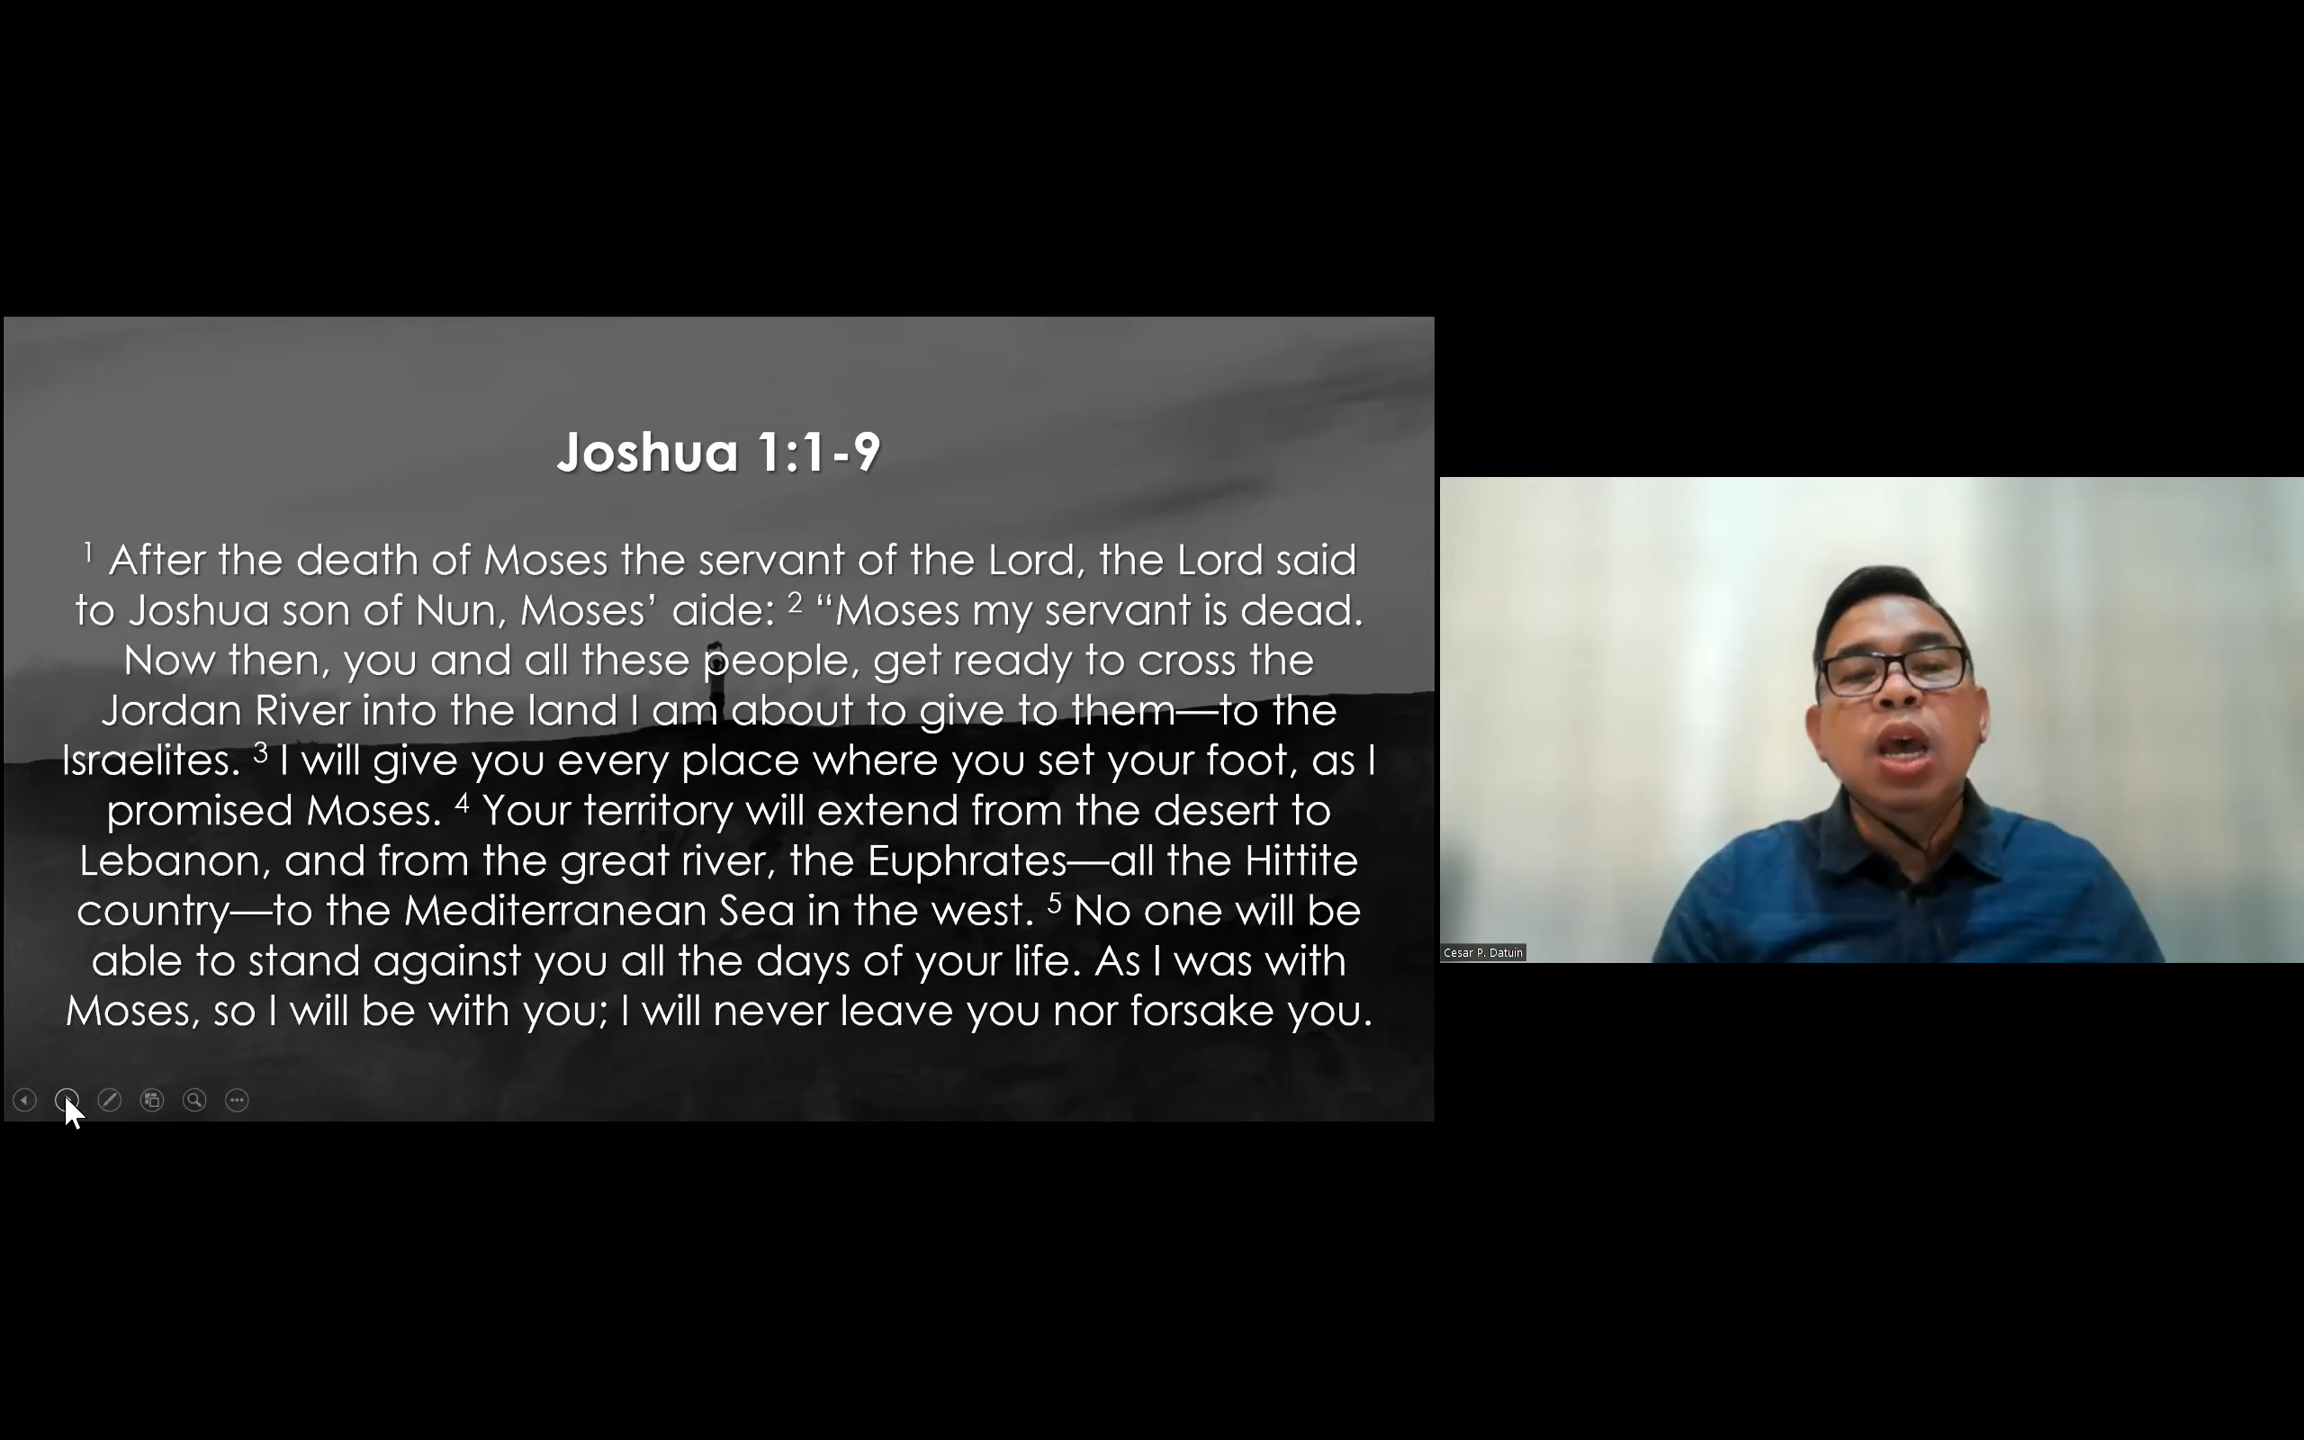 Joshua 1:1-9
1 After the death of Moses the servant of the Lord, the Lord said
to Joshua son of Nun, Moses’ aide: 2 “Moses my servant is dead.
Now then, you and all these people, get ready to cross the
Jordan River into the land I am about to give to them—to the
Israelites. 3 I will give you every place where you set your foot, as I
promised Moses. 4 Your territory will extend from the desert to
Lebanon, and from the great river, the Euphrates—all the Hittite
country—to the Mediterranean Sea in the west. 5 No one will be
able to stand against you all the days of your life. As I was with
Moses, so I will be with you; I will never leave you nor forsake you.
Cesar P. Datuin